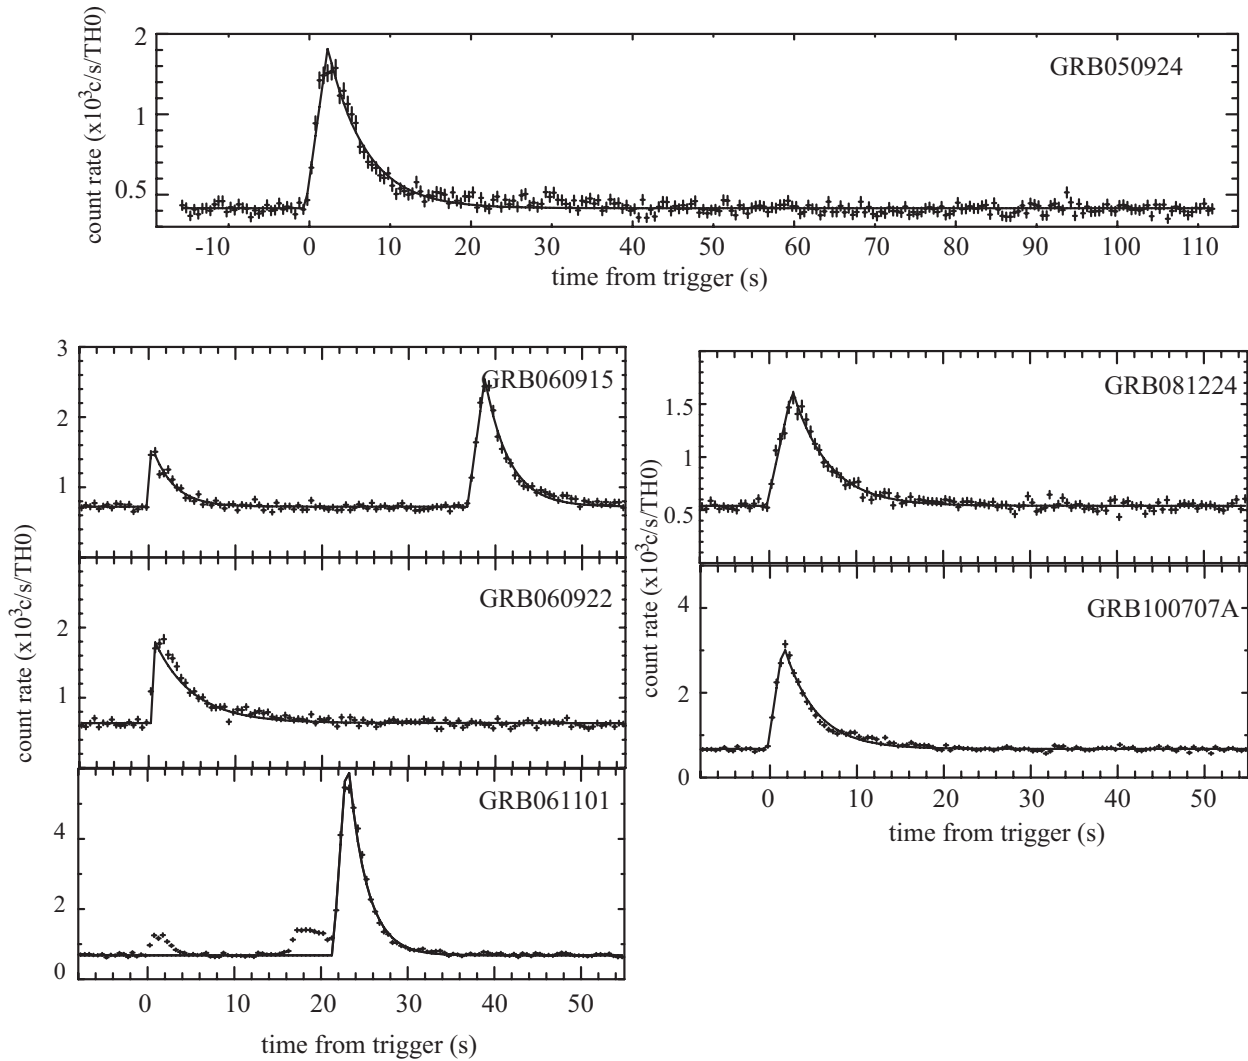 GRB050924
count rate (x10³c/s/TH0)
2
1
0.5
-10 0 10 20 30 40 50 60 70 80 90 100 110
time from trigger (s)
GRB060915
3
2
1
GRB060922
2
1
count rate (x10³c/s/TH0)
GRB061101
4
2
0
0 10 20 30 40 50
time from trigger (s)
GRB081224
1.5
1
0.5
count rate (x10³c/s/TH0)
GRB100707A
4
2
0
0 10 20 30 40 50
time from trigger (s)